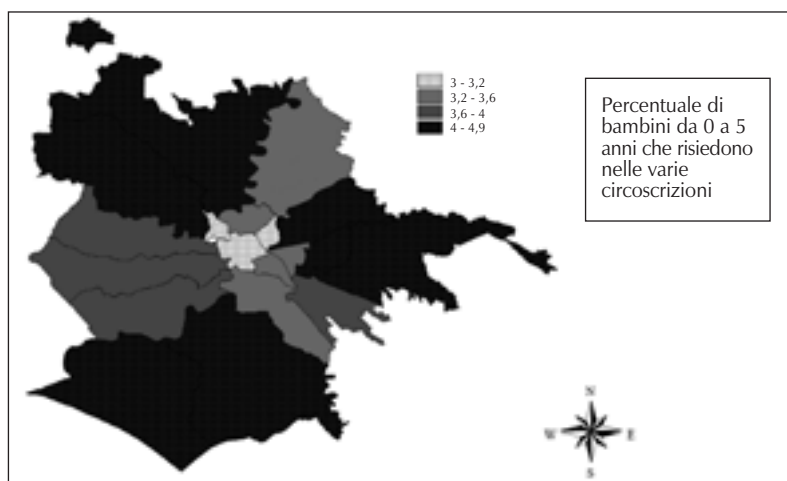 3 - 3,2
3,2 - 3,6
3,6 - 4
4 - 4,9
Percentuale di
bambini da 0 a 5
anni che risiedono
nelle varie
circoscrizioni
N
W E
S